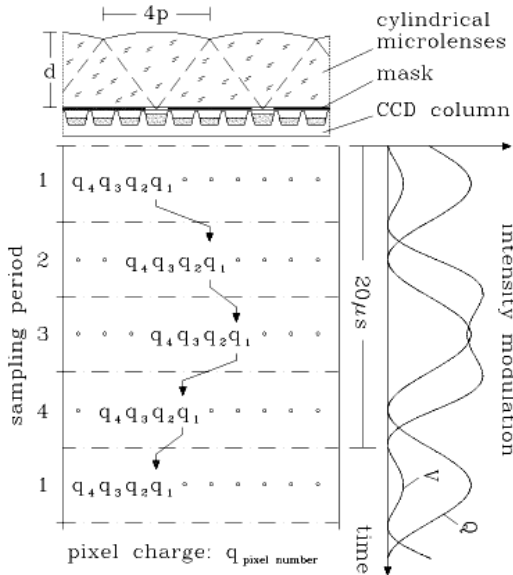 4p
cylindrical
microlenses
d
mask
CCD column
1 q4 q3 q2 q1
2 q4 q3 q2 q1
3 q4 q3 q2 q1
4 q4 q3 q2 q1
1 q4 q3 q2 q1
sampling period
20μs
intensity modulation
V
Q
time
pixel charge: q pixel number